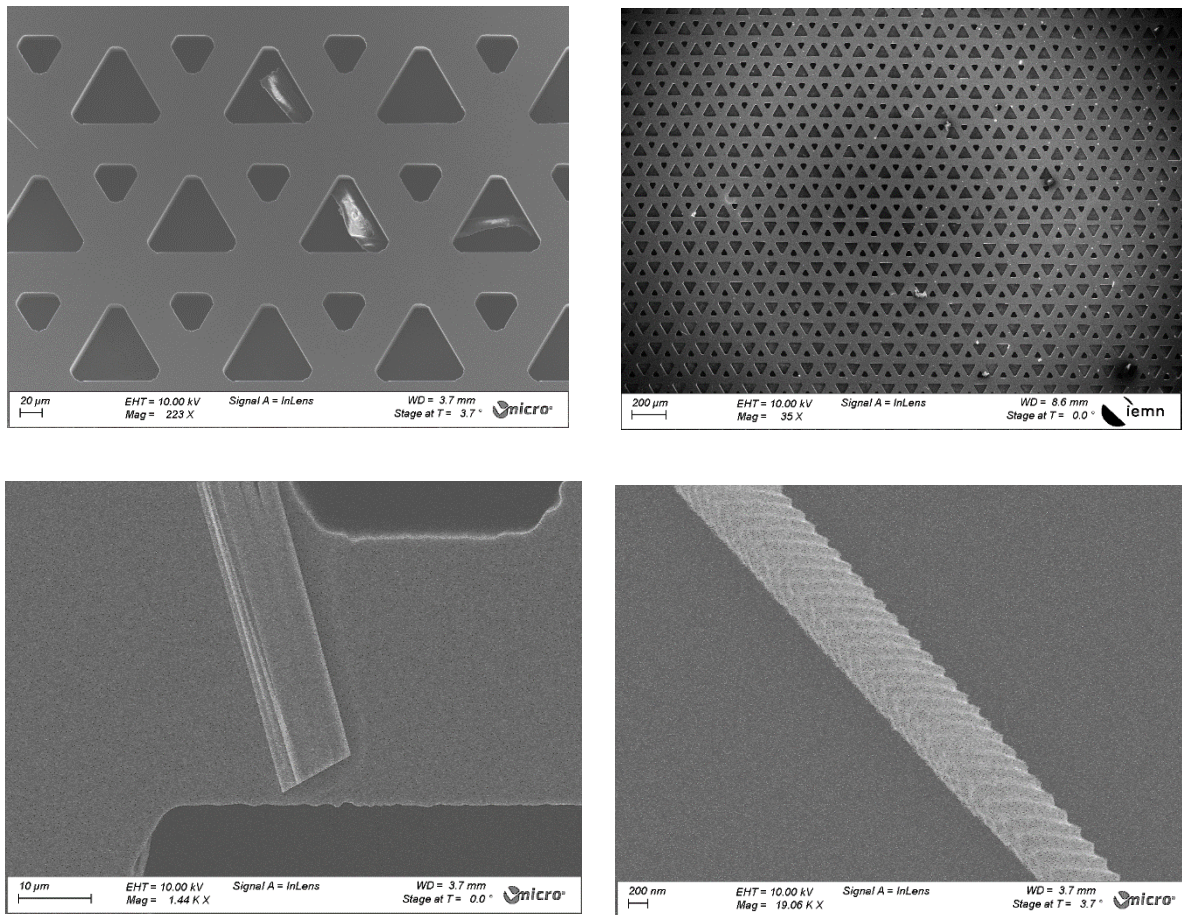 20 µm
EHT = 10.00 kV Signal A = InLens WD = 3.7 mm
Mag = 223 X Stage at T = 3.7 °
micro®
200 µm
EHT = 10.00 kV Signal A = InLens WD = 8.6 mm
Mag = 35 X Stage at T = 0.0 °
iemn
10 µm
EHT = 10.00 kV Signal A = InLens WD = 3.7 mm
Mag = 1.44 K X Stage at T = 0.0 °
micro®
200 nm
EHT = 10.00 kV Signal A = InLens WD = 3.7 mm
Mag = 19.06 K X Stage at T = 3.7 °
micro®